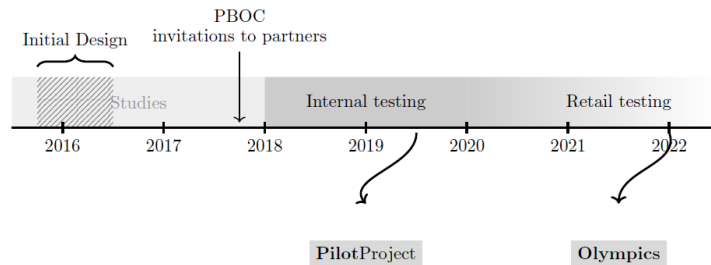 PBOC
invitations to partners
Initial Design
Studies
Internal testing
Retail testing
2016
2017
2018
2019
2020
2021
2022
PilotProject
Olympics